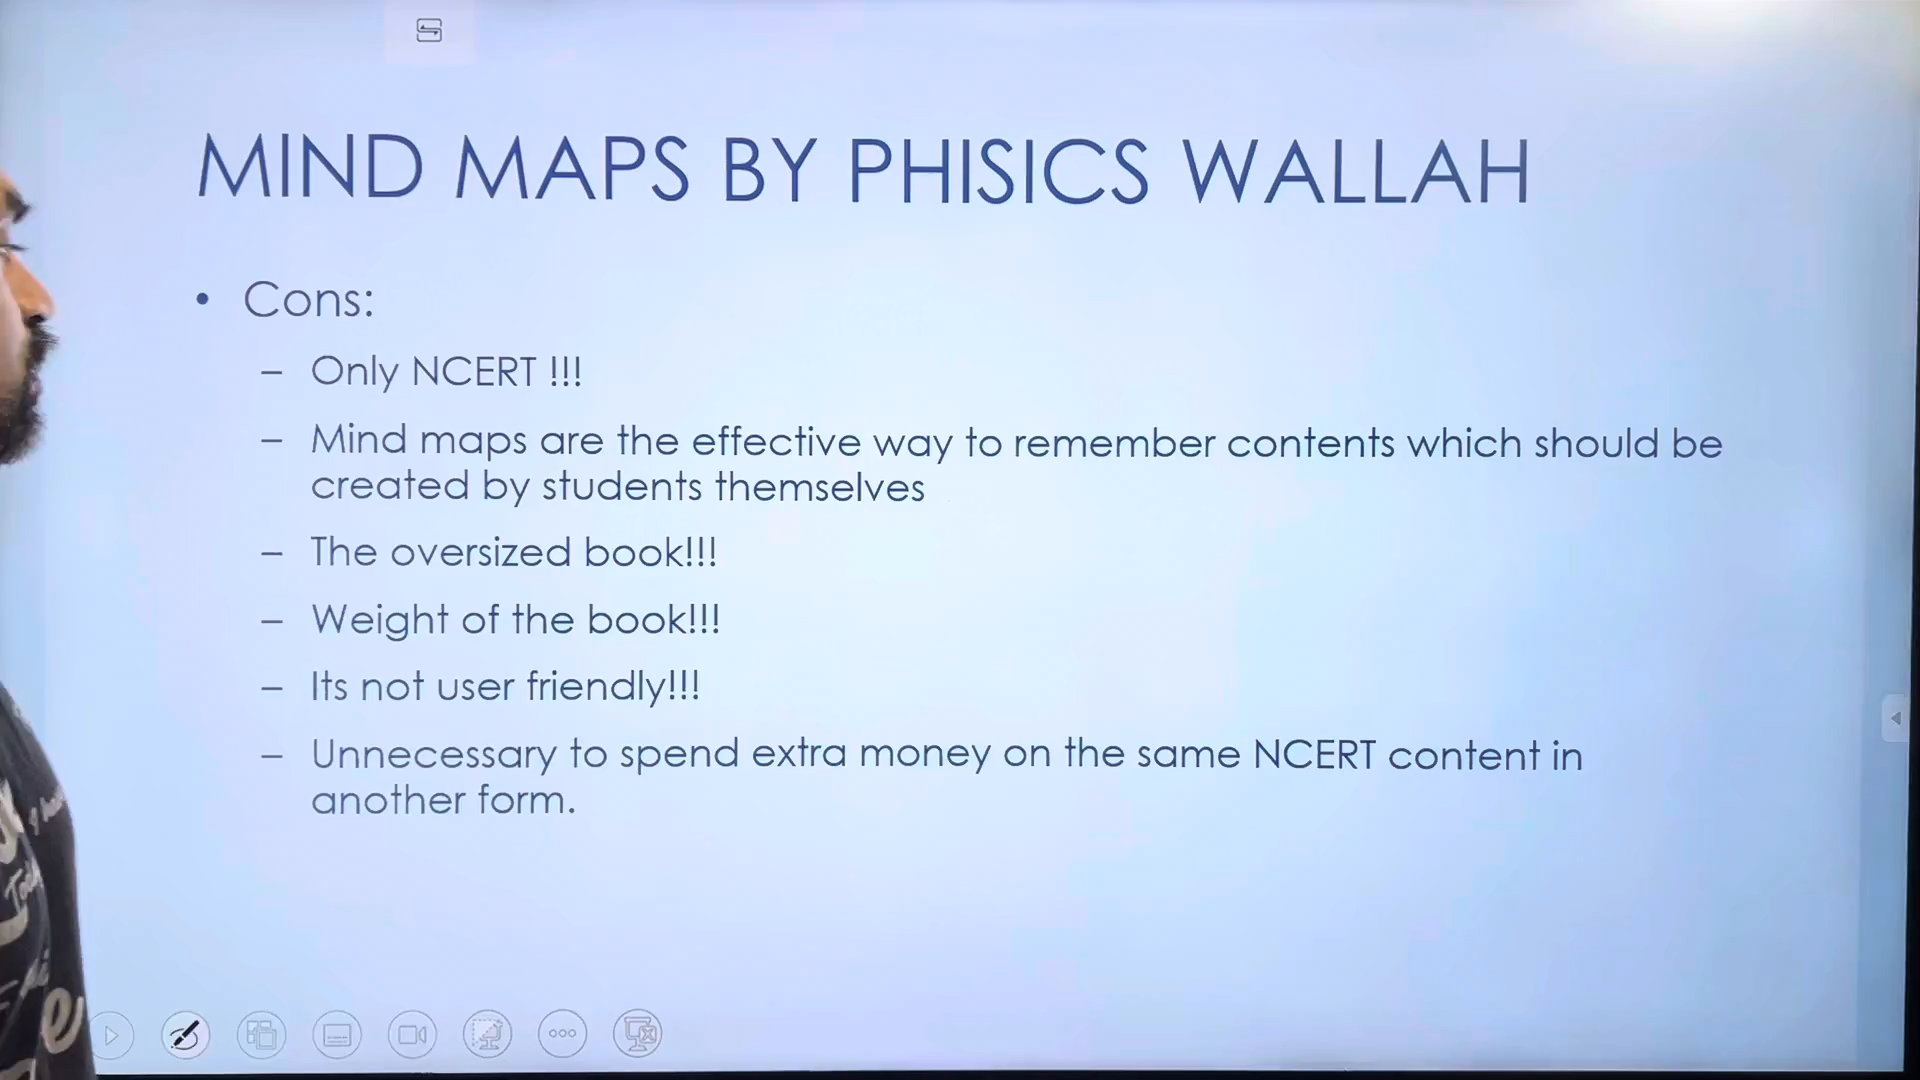 MIND MAPS BY PHISICS WALLAH
• Cons:
– Only NCERT !!!
– Mind maps are the effective way to remember contents which should be
created by students themselves
– The oversized book!!!
– Weight of the book!!!
– Its not user friendly!!!
– Unnecessary to spend extra money on the same NCERT content in
another form.